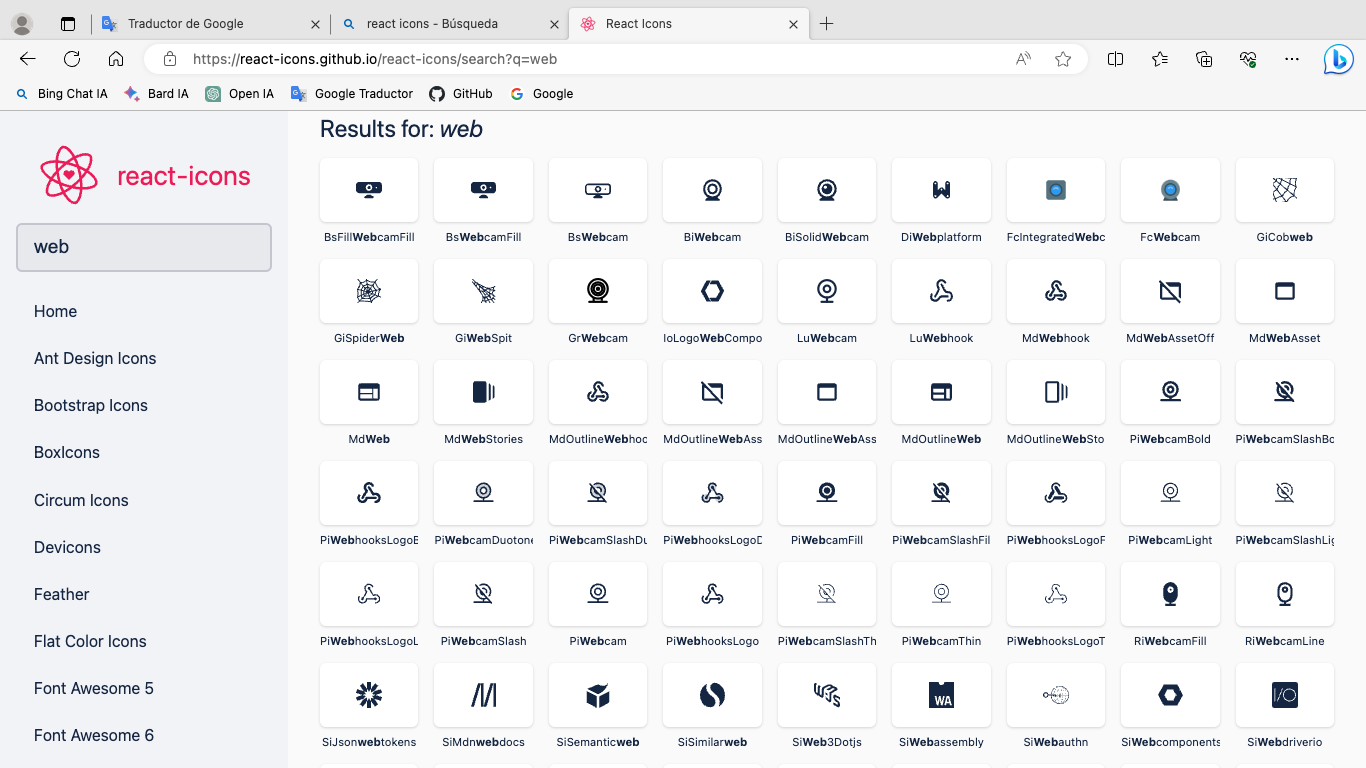 Traductor de Google
react icons - Búsqueda
React Icons
https://react-icons.github.io/react-icons/search?q=web
Bing Chat IA
Bard IA
Open IA
Google Traductor
GitHub
Google
react-icons
web
Home
Ant Design Icons
Bootstrap Icons
BoxIcons
Circum Icons
Devicons
Feather
Flat Color Icons
Font Awesome 5
Font Awesome 6
Results for: web
BsFillWebcamFill BsWebcamFill BsWebcam BiWebcam BiSolidWebcam DiWebplatform FcIntegratedWebc FcWebcam GiCobweb
GiSpiderWeb GiWebSpit GrWebcam IoLogoWebCompo LuWebcam LuWebhook MdWebhook MdWebAssetOff MdWebAsset
MdWeb MdWebStories MdOutlineWebhoo MdOutlineWebAss MdOutlineWebAss MdOutlineWeb MdOutlineWebSto PiWebcamBold PiWebcamSlashBo
PiWebhooksLogoB PiWebcamDuotone PiWebcamSlashDu PiWebhooksLogoD PiWebcamFill PiWebcamSlashFil PiWebhooksLogoF PiWebcamLight PiWebcamSlashLig
PiWebhooksLogoL PiWebcamSlash PiWebcam PiWebhooksLogo PiWebcamSlashTh PiWebcamThin PiWebhooksLogoT RiWebcamFill RiWebcamLine
WA
I/O
SiJsonwebtokens SiMdnwebdocs SiSemanticweb SiSimilarweb SiWeb3Dotjs SiWebassembly SiWebauthn SiWebcomponents SiWebdriverio